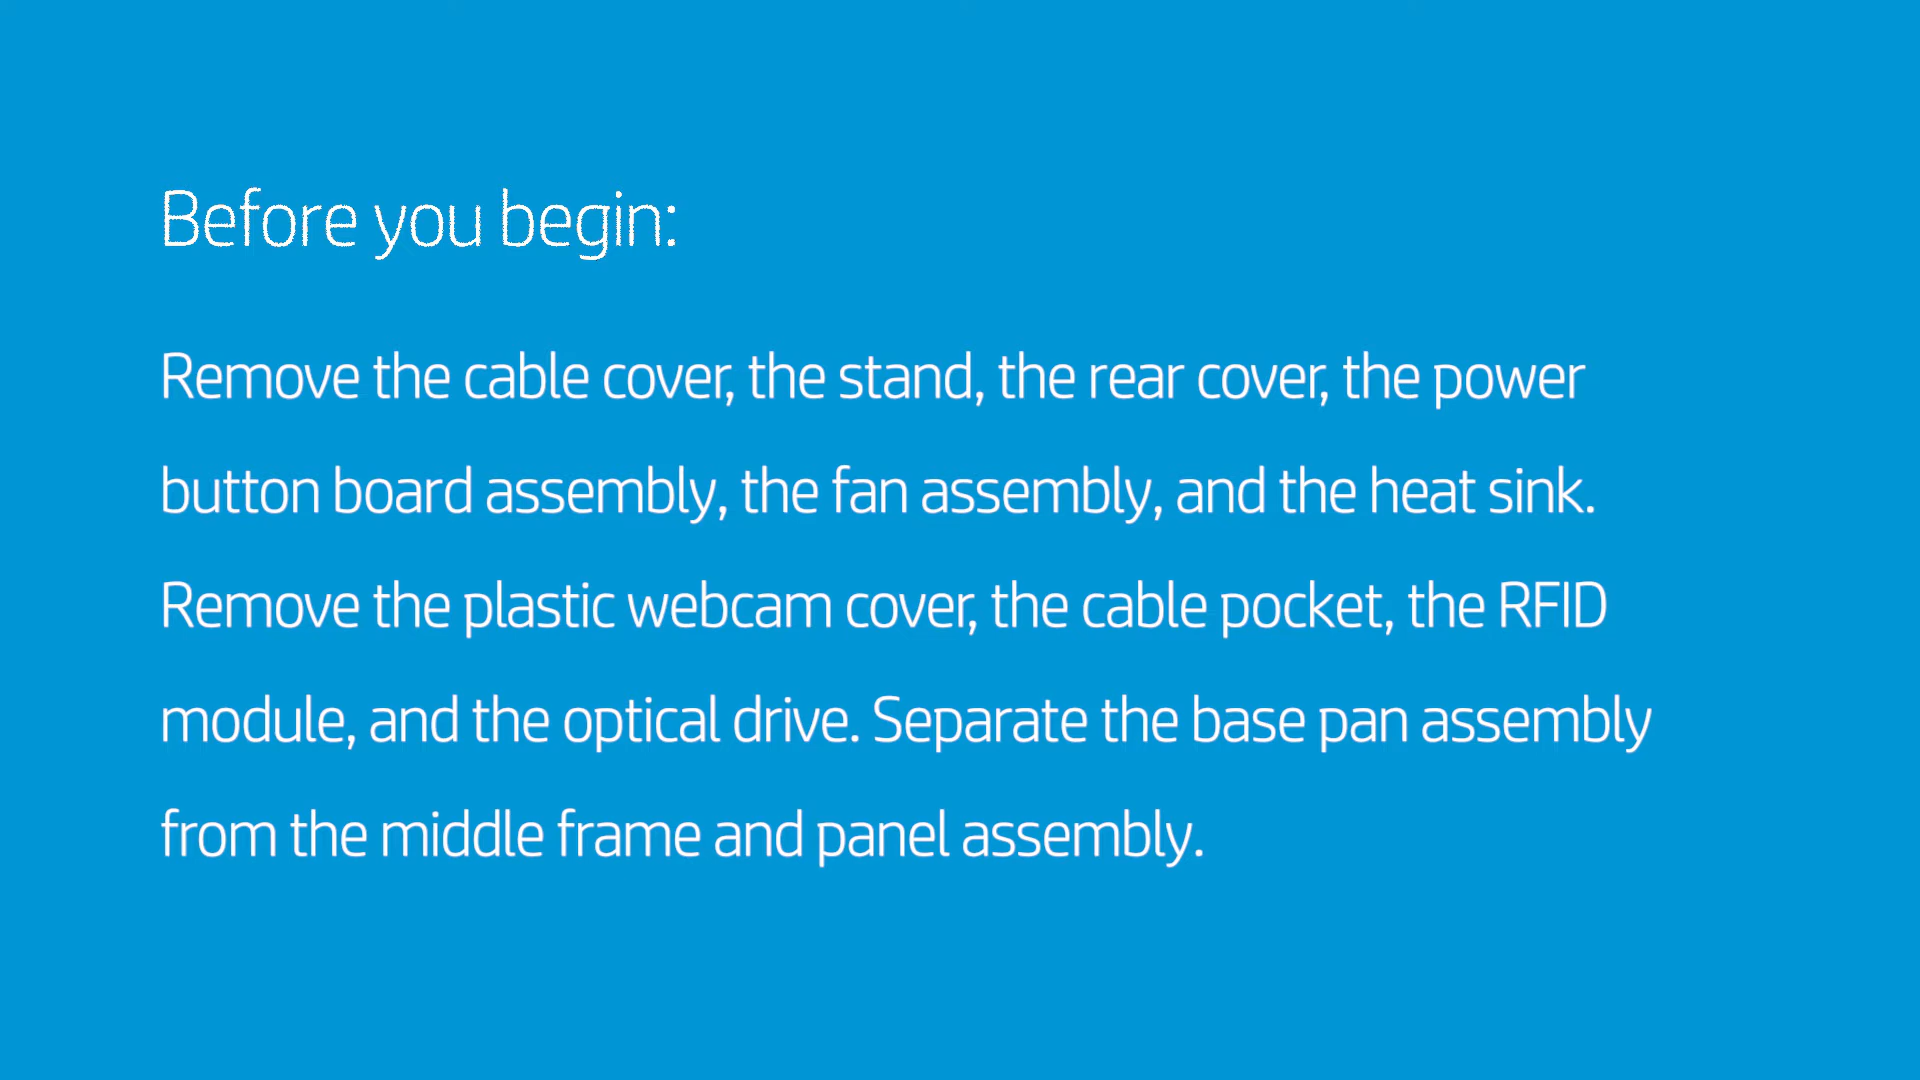 Before you begin:
Remove the cable cover, the stand, the rear cover, the power
button board assembly, the fan assembly, and the heat sink.
Remove the plastic webcam cover, the cable pocket, the RFID
module, and the optical drive. Separate the base pan assembly
from the middle frame and panel assembly.